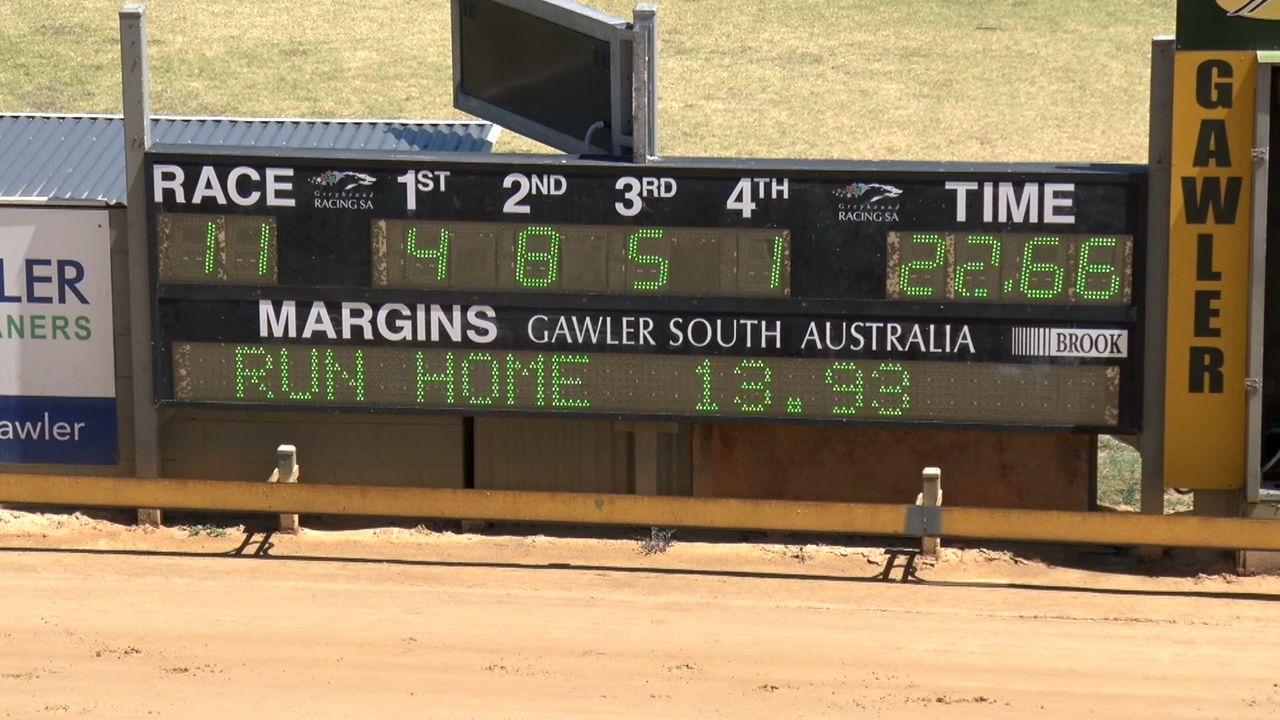 RACE Greyhound RACING SA 1ST 2ND 3RD 4TH Greyhound RACING SA TIME
11 4 8 5 1 22.66
MARGINS GAWLER SOUTH AUSTRALIA BROOK
RUN HOME 13.93
GAWLER
LER
ANERS
awler